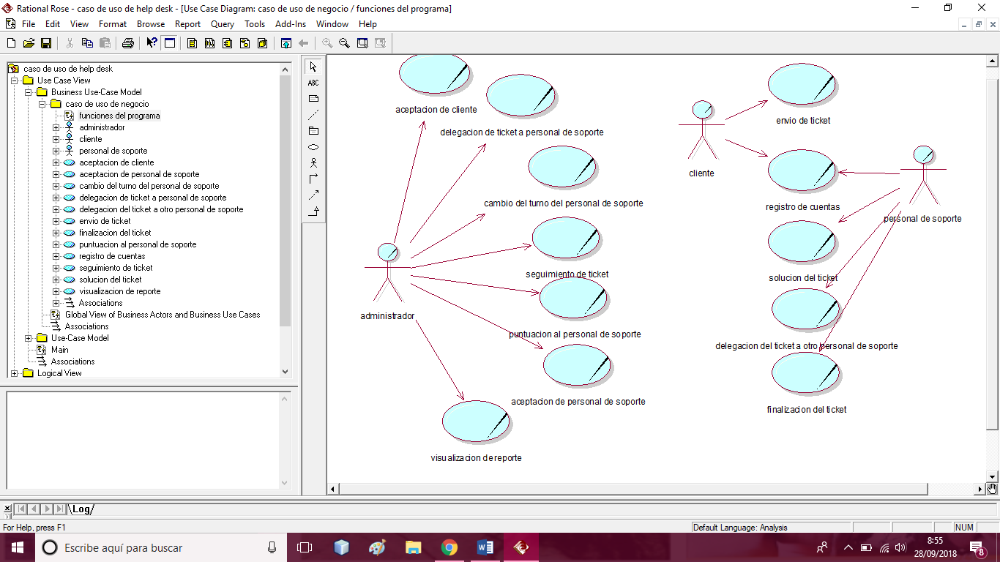 Rational Rose - caso de uso de help desk - [Use Case Diagram: caso de uso de negocio / funciones del programa]
File Edit View Format Browse Report Query Tools Add-Ins Window Help
caso de uso de help desk
Use Case View
Business Use-Case Model
caso de uso de negocio
funciones del programa
administrador
cliente
personal de soporte
aceptacion de cliente
aceptacion de personal de soporte
cambio del turno del personal de soporte
delegacion de ticket a personal de soporte
delegacion del ticket a otro personal de soporte
envio de ticket
finalizacion del ticket
puntuacion al personal de soporte
registro de cuentas
seguimiento de ticket
solucion del ticket
visualizacion de reporte
Associations
Global View of Business Actors and Business Use Cases
Associations
Use-Case Model
Main
Associations
Logical View
ABC
aceptacion de cliente
delegacion de ticket a personal de soporte
cambio del turno del personal de soporte
seguimiento de ticket
administrador
puntuacion al personal de soporte
aceptacion de personal de soporte
visualizacion de reporte
envio de ticket
cliente
registro de cuentas
personal de soporte
solucion del ticket
delegacion del ticket a otro personal de soporte
finalizacion del ticket
Log
For Help, press F1
Default Language: Analysis
NUM
Escribe aquí para buscar
8:55
28/09/2018
8